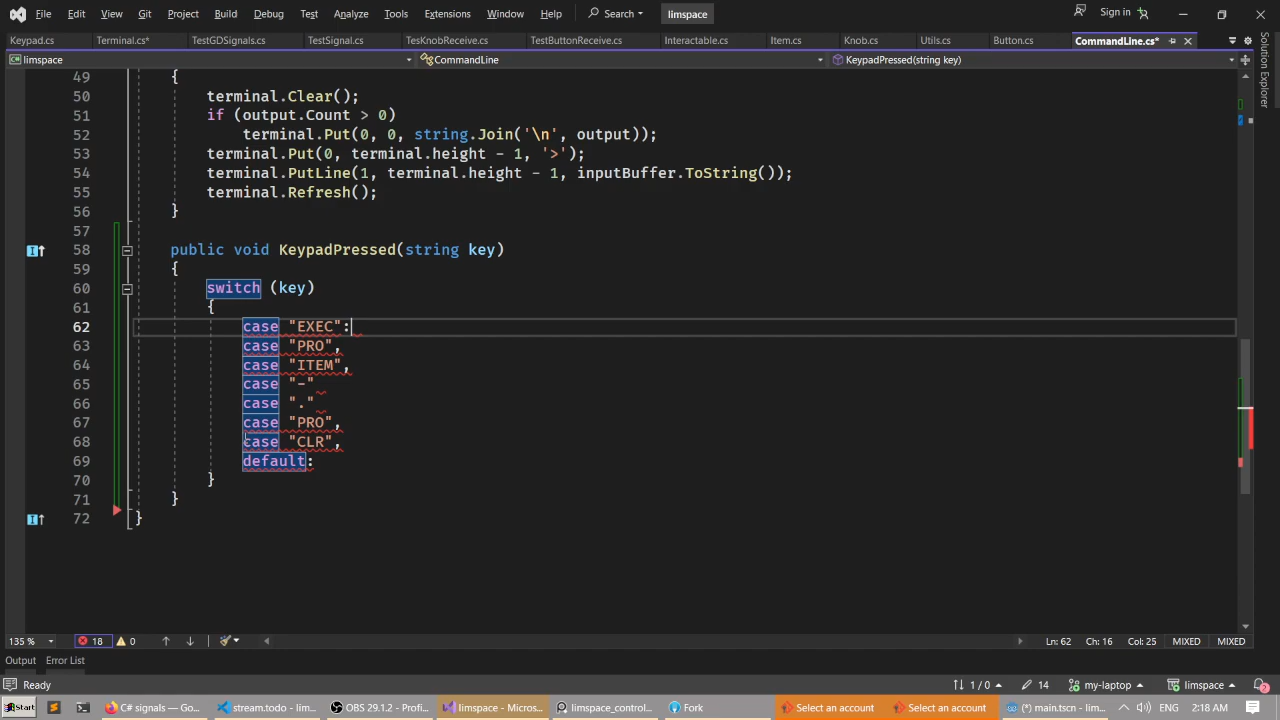 File Edit View Git Project Build Debug Test Analyze Tools Extensions Window Help Search limspace Sign in
Keypad.cs Terminal.cs* TestGDSignals.cs TestSignal.cs TesKnobReceive.cs TestButtonReceive.cs Interactable.cs Item.cs Knob.cs Utils.cs Button.cs CommandLine.cs*
limspace CommandLine KeypadPressed(string key)
Solution Explorer
49 {
50 terminal.Clear();
51 if (output.Count > 0)
52 terminal.Put(0, 0, string.Join('\n', output));
53 terminal.Put(0, terminal.height - 1, '>');
54 terminal.PutLine(1, terminal.height - 1, inputBuffer.ToString());
55 terminal.Refresh();
56 }
57
58 public void KeypadPressed(string key)
59 {
60 switch (key)
61 {
62 case "EXEC":
63 case "PRO",
64 case "ITEM",
65 case "-"
66 case "."
67 case "PRO",
68 case "CLR",
69 default:
70 }
71 }
72 }
135 % 18 0 Ln: 62 Ch: 16 Col: 25 MIXED MIXED
Output Error List
Ready 1 / 0 14 my-laptop limspace 2
Start C# signals — Go... stream.todo - lim... OBS 29.1.2 - Profi... limspace - Micros... limspace_control... Fork Select an account Select an account (*) main.tscn - lim... ENG 2:18 AM